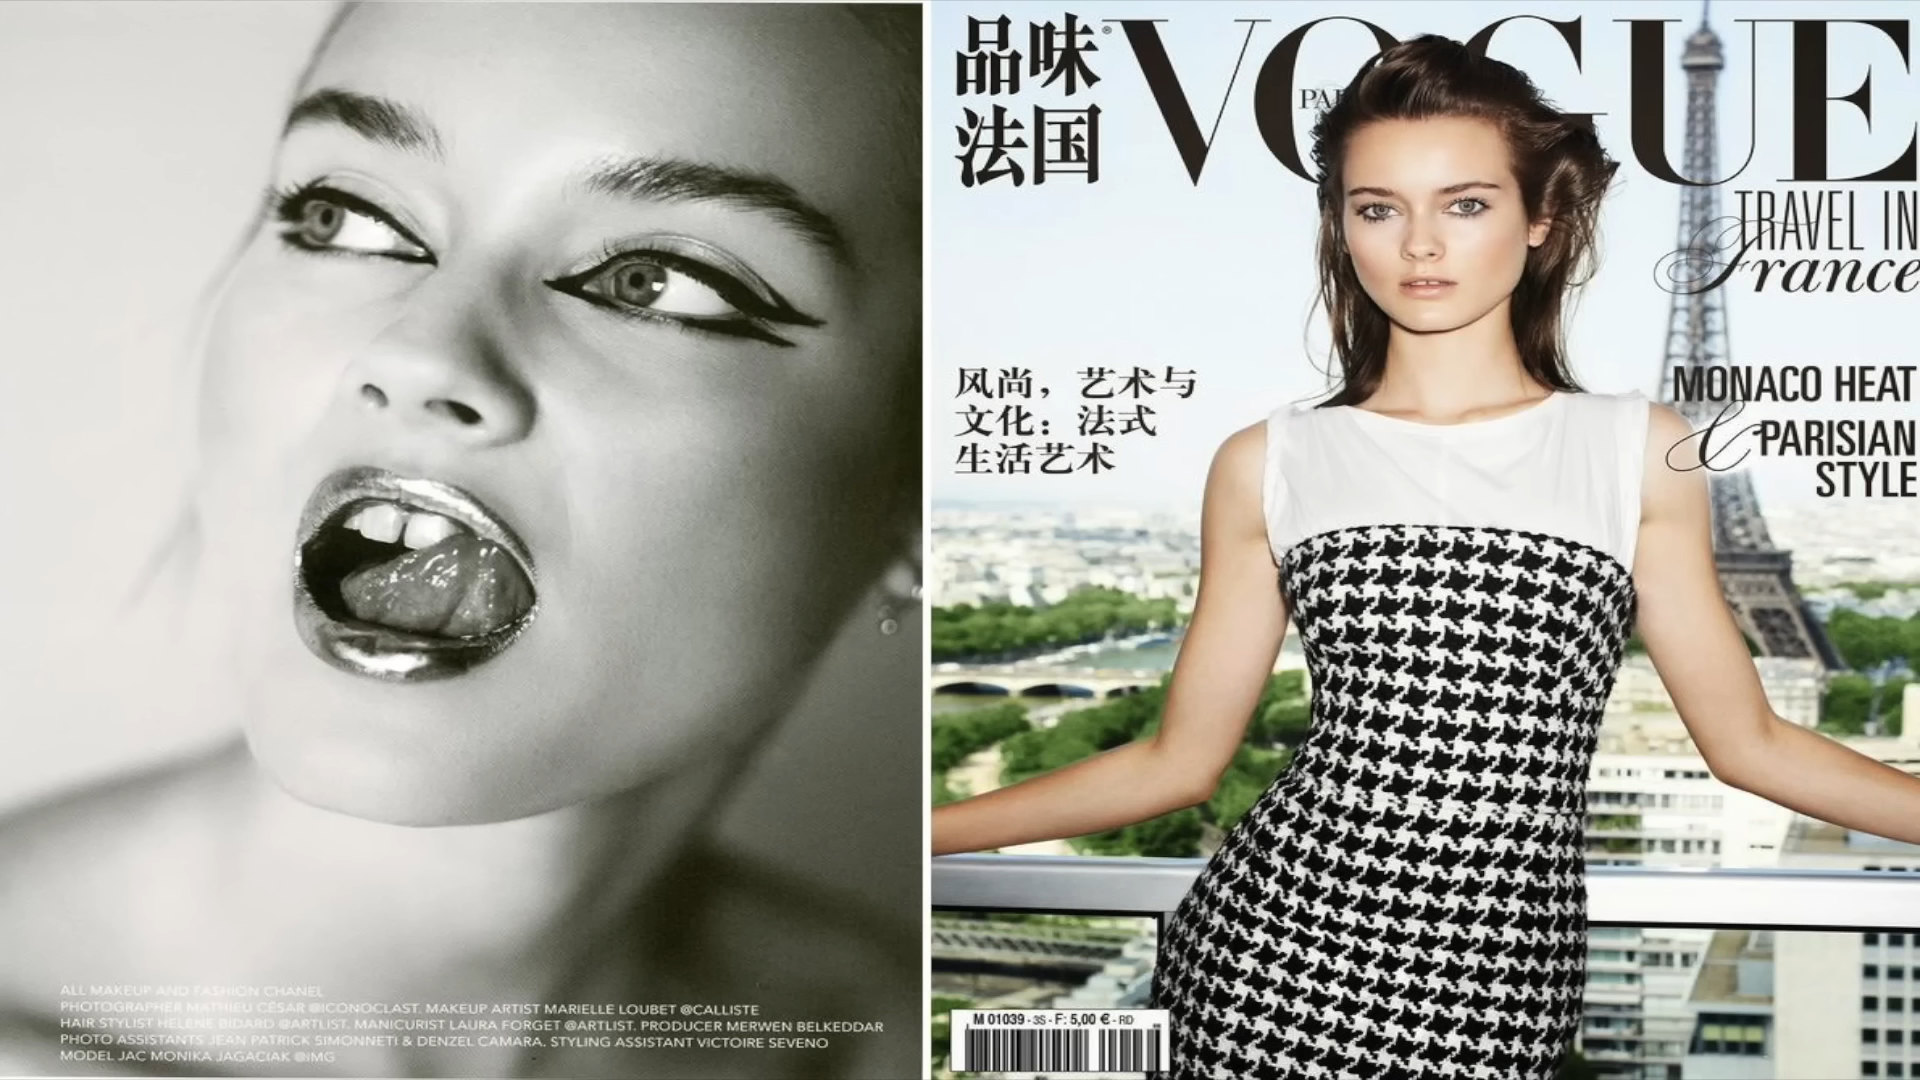 ALL MAKEUP AND FASHION CHANEL
PHOTOGRAPHER MATHIEU CÉSAR @ICONOCLAST. MAKEUP ARTIST MARIELLE LOUBET @CALLISTE
HAIR STYLIST HELENE BIDARD @ARTLIST. MANICURIST LAURA FORGET @ARTLIST. PRODUCER MERWEN BELKEDDAR
PHOTO ASSISTANTS JEAN PATRICK SIMONNETI & DENZEL CAMARA. STYLING ASSISTANT VICTOIRE SEVENO
MODEL JAC MONIKA JAGACIAK @IMG
品味®
法国
VOGUE
TRAVEL IN
France
风尚，艺术与
文化：法式
生活艺术
MONACO HEAT
& PARISIAN
STYLE
M 01039 - 3S - F: 5,00 € - RD